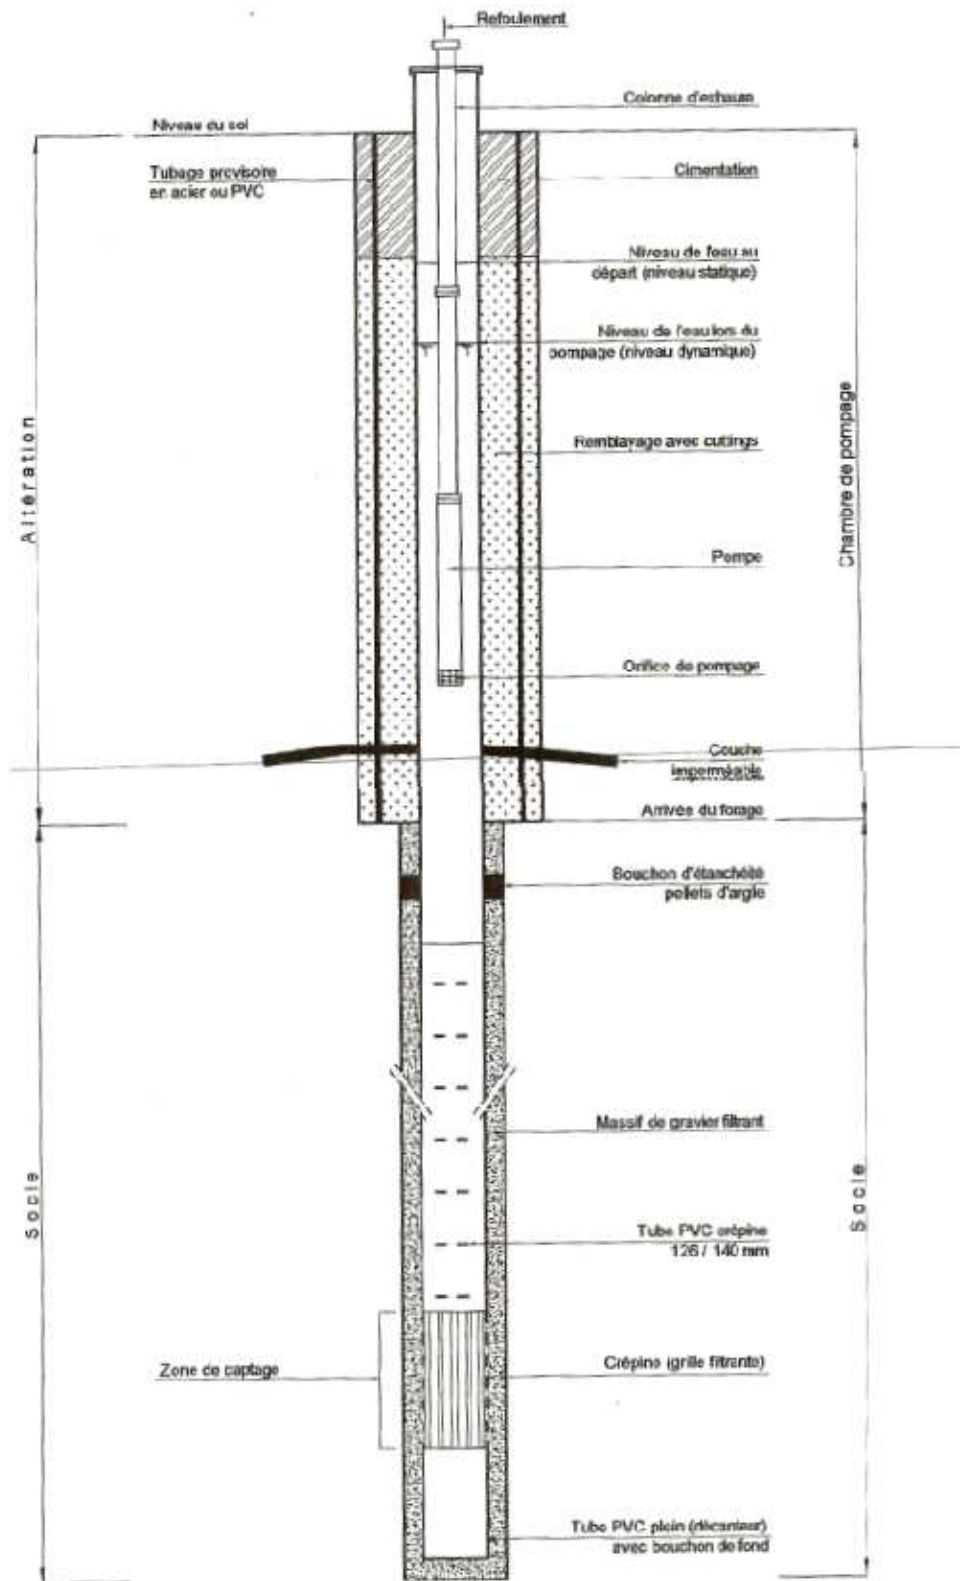 Refoulement
Colonne d'exhaure
Niveau du sol
Tubage provisoire
en acier ou PVC
Cimentation
Niveau de l'eau au
départ (niveau statique)
Niveau de l'eau lors du
pompage (niveau dynamique)
Remblayage avec cuttings
Altération
Chambre de pompage
Pompe
Orifice de pompage
Couche
imperméable
Arrivée du forage
Bouchon d'étanchéité
pellets d'argile
Massif de gravier filtrant
Socle
Socle
Tube PVC crépine
126 / 140 mm
Zone de captage
Crépine (grille filtrante)
Tube PVC plein (décanteur)
avec bouchon de fond